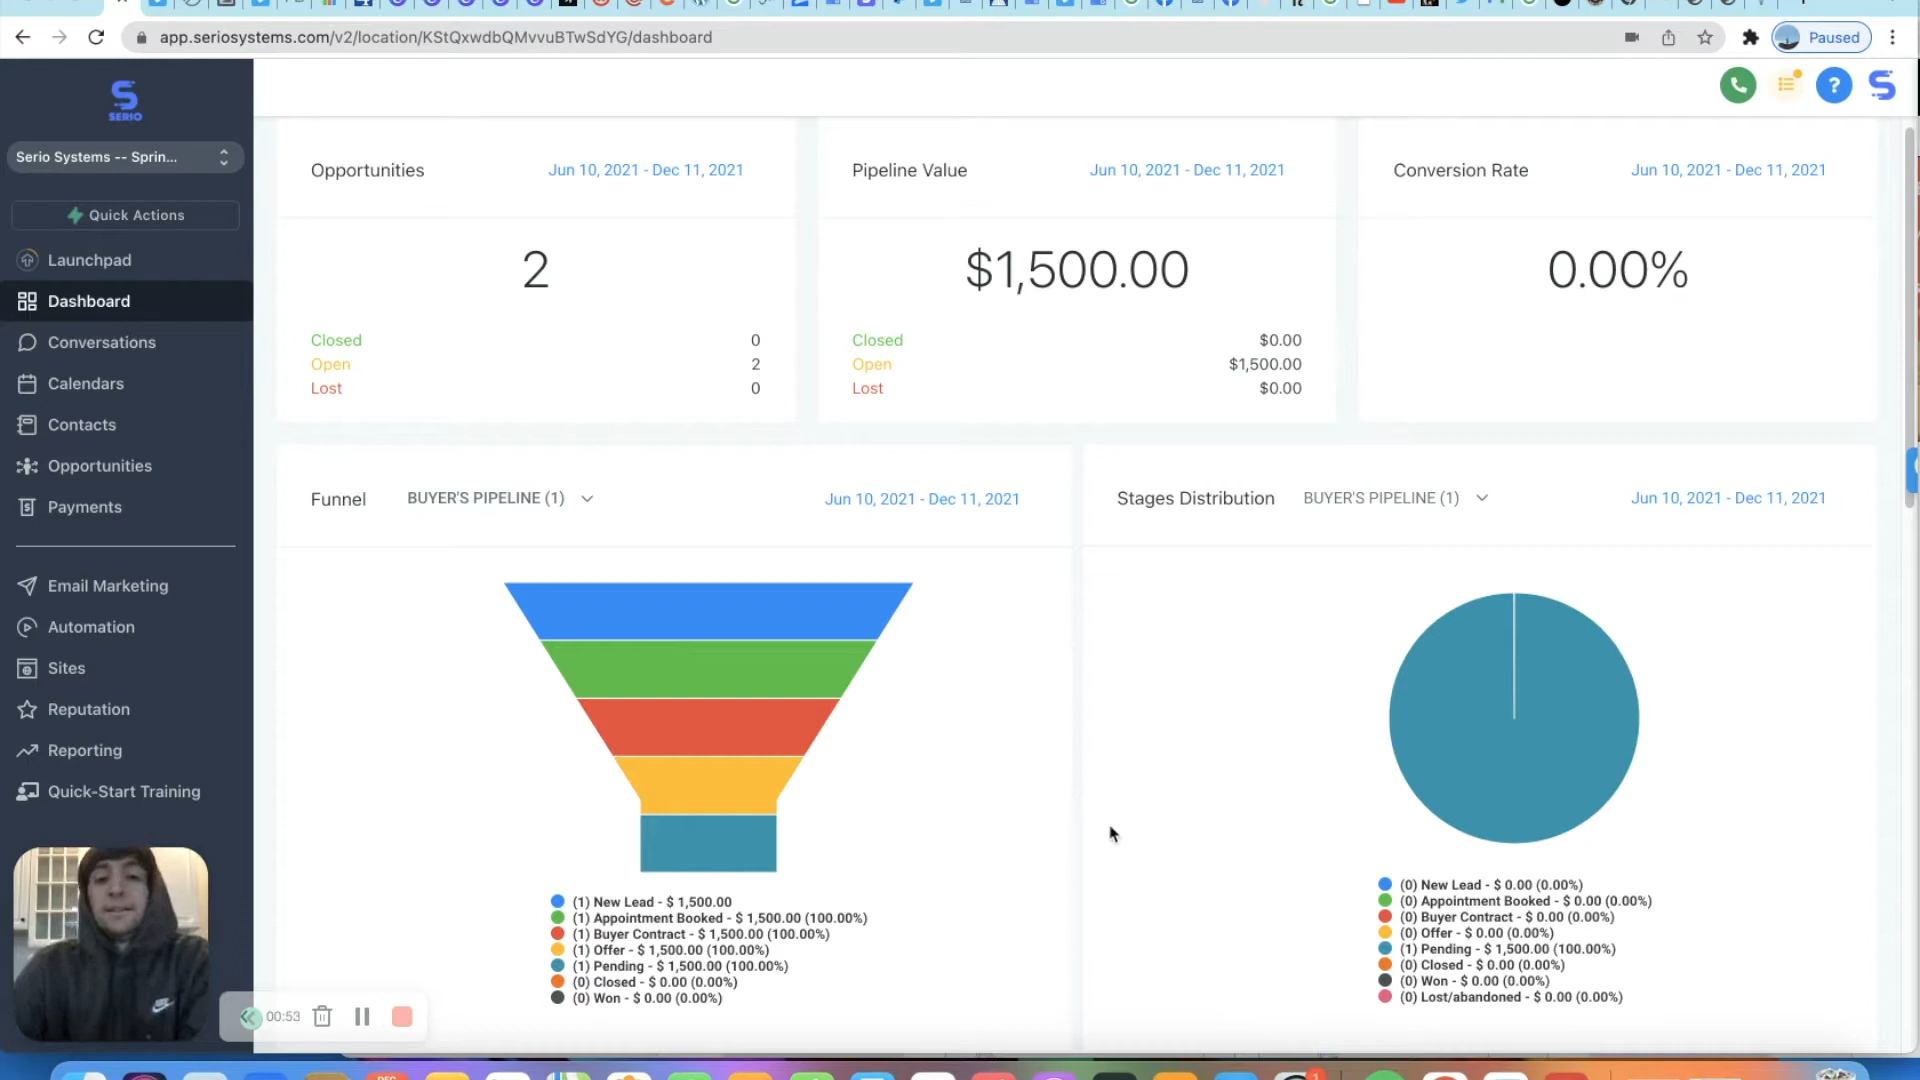 app.seriosystems.com/v2/location/KStQxwdbQMvvuBTwSdYG/dashboard
Paused
SERIO
Serio Systems -- Sprin...
Quick Actions
Launchpad
Dashboard
Conversations
Calendars
Contacts
Opportunities
Payments
Email Marketing
Automation
Sites
Reputation
Reporting
Quick-Start Training
00:53
Opportunities Jun 10, 2021 - Dec 11, 2021
2
Closed 0
Open 2
Lost 0
Pipeline Value Jun 10, 2021 - Dec 11, 2021
$1,500.00
Closed $0.00
Open $1,500.00
Lost $0.00
Conversion Rate Jun 10, 2021 - Dec 11, 2021
0.00%
Funnel BUYER'S PIPELINE (1) Jun 10, 2021 - Dec 11, 2021
(1) New Lead - $ 1,500.00
(1) Appointment Booked - $ 1,500.00 (100.00%)
(1) Buyer Contract - $ 1,500.00 (100.00%)
(1) Offer - $ 1,500.00 (100.00%)
(1) Pending - $ 1,500.00 (100.00%)
(0) Closed - $ 0.00 (0.00%)
(0) Won - $ 0.00 (0.00%)
Stages Distribution BUYER'S PIPELINE (1) Jun 10, 2021 - Dec 11, 2021
(0) New Lead - $ 0.00 (0.00%)
(0) Appointment Booked - $ 0.00 (0.00%)
(0) Buyer Contract - $ 0.00 (0.00%)
(0) Offer - $ 0.00 (0.00%)
(1) Pending - $ 1,500.00 (100.00%)
(0) Closed - $ 0.00 (0.00%)
(0) Won - $ 0.00 (0.00%)
(0) Lost/abandoned - $ 0.00 (0.00%)
DEC
1